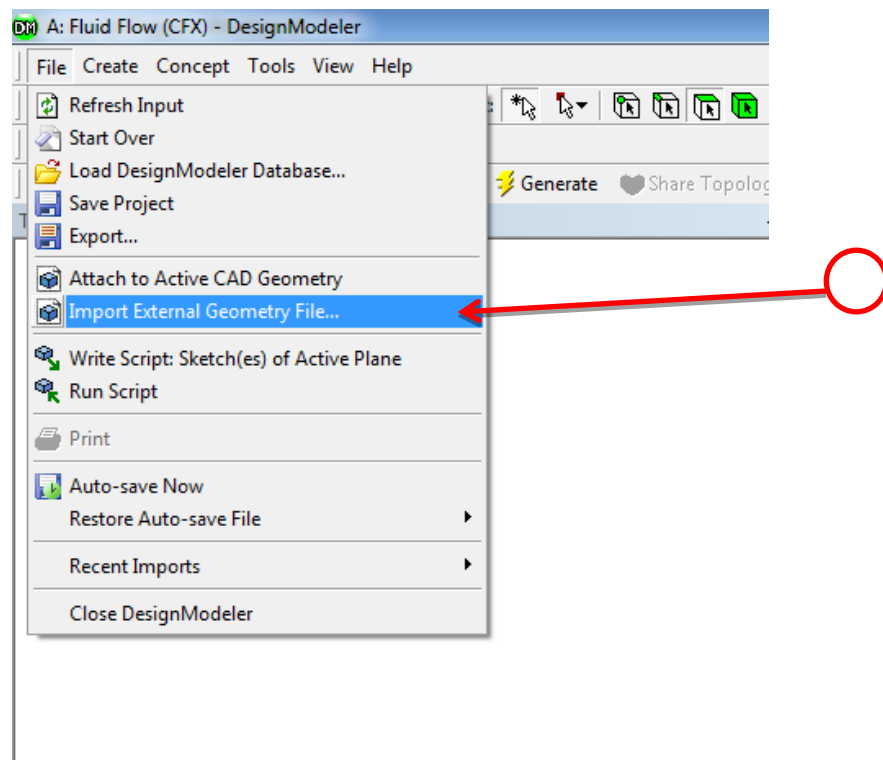 DM A: Fluid Flow (CFX) - DesignModeler
File Create Concept Tools View Help
Refresh Input
Start Over
Load DesignModeler Database...
Save Project
Generate Share Topolog
Export...
Attach to Active CAD Geometry
Import External Geometry File...
Write Script: Sketch(es) of Active Plane
Run Script
Print
Auto-save Now
Restore Auto-save File
Recent Imports
Close DesignModeler